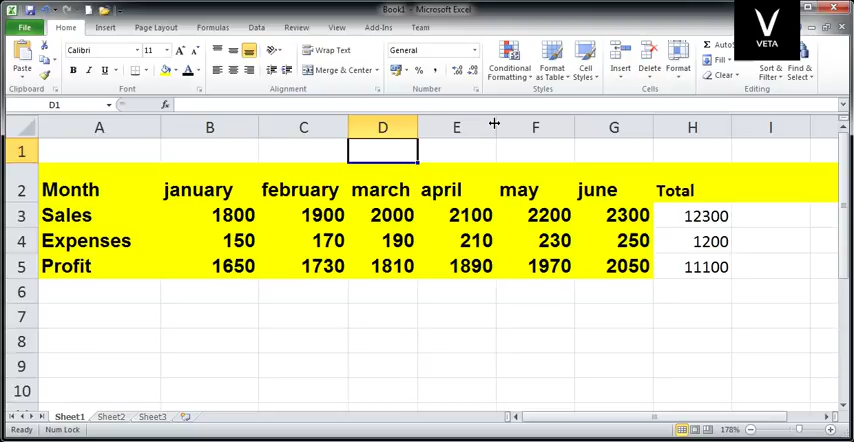 Book1 - Microsoft Excel
File Home Insert Page Layout Formulas Data Review View Add-Ins Team
VETA
Calibri 11 Wrap Text General
Paste Merge & Center Conditional Formatting Format as Table Cell Styles Insert Delete Format Fill Clear Sort & Filter Find & Select
Clipboard Font Alignment Number Styles Cells Editing
D1 fx
A B C D E F G H I
1
2 Month january february march april may june Total
3 Sales 1800 1900 2000 2100 2200 2300 12300
4 Expenses 150 170 190 210 230 250 1200
5 Profit 1650 1730 1810 1890 1970 2050 11100
6
7
8
9
10
Sheet1 Sheet2 Sheet3
Ready Num Lock 178%